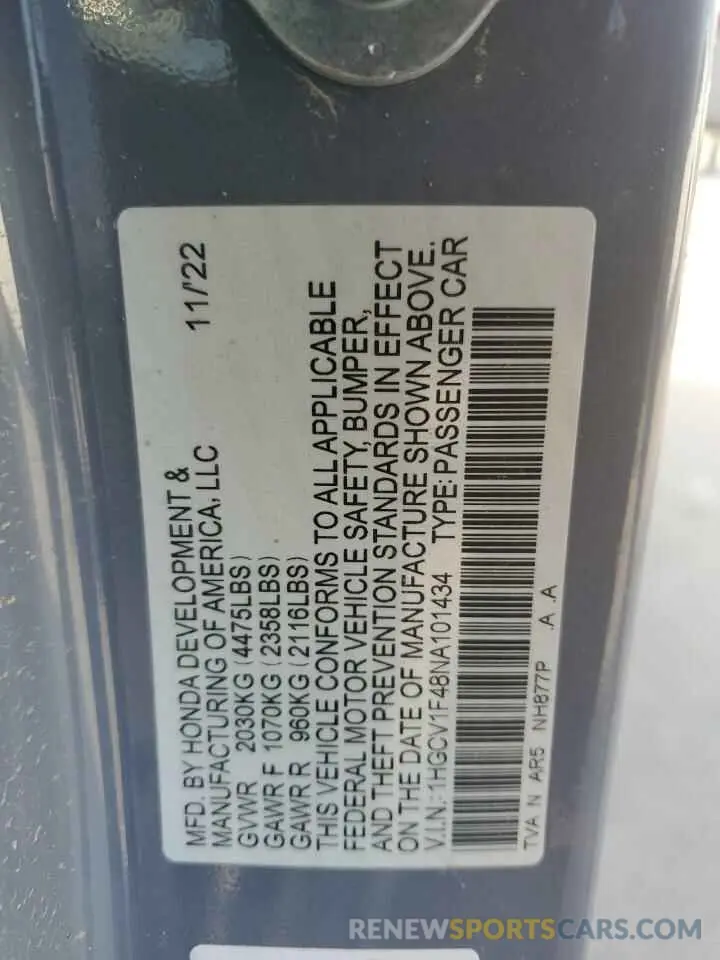 MFD. BY HONDA DEVELOPMENT &
MANUFACTURING OF AMERICA, LLC 11/'22
GVWR 2030KG (4475LBS)
GAWR F 1070KG (2358LBS)
GAWR R 960KG (2116LBS)
THIS VEHICLE CONFORMS TO ALL APPLICABLE
FEDERAL MOTOR VEHICLE SAFETY, BUMPER,
AND THEFT PREVENTION STANDARDS IN EFFECT
ON THE DATE OF MANUFACTURE SHOWN ABOVE.
V.I.N.: 1HGCV1F48NA101434 TYPE: PASSENGER CAR
TVA N AR5 NH877P .A .A
RENEWSPORTSCARS.COM